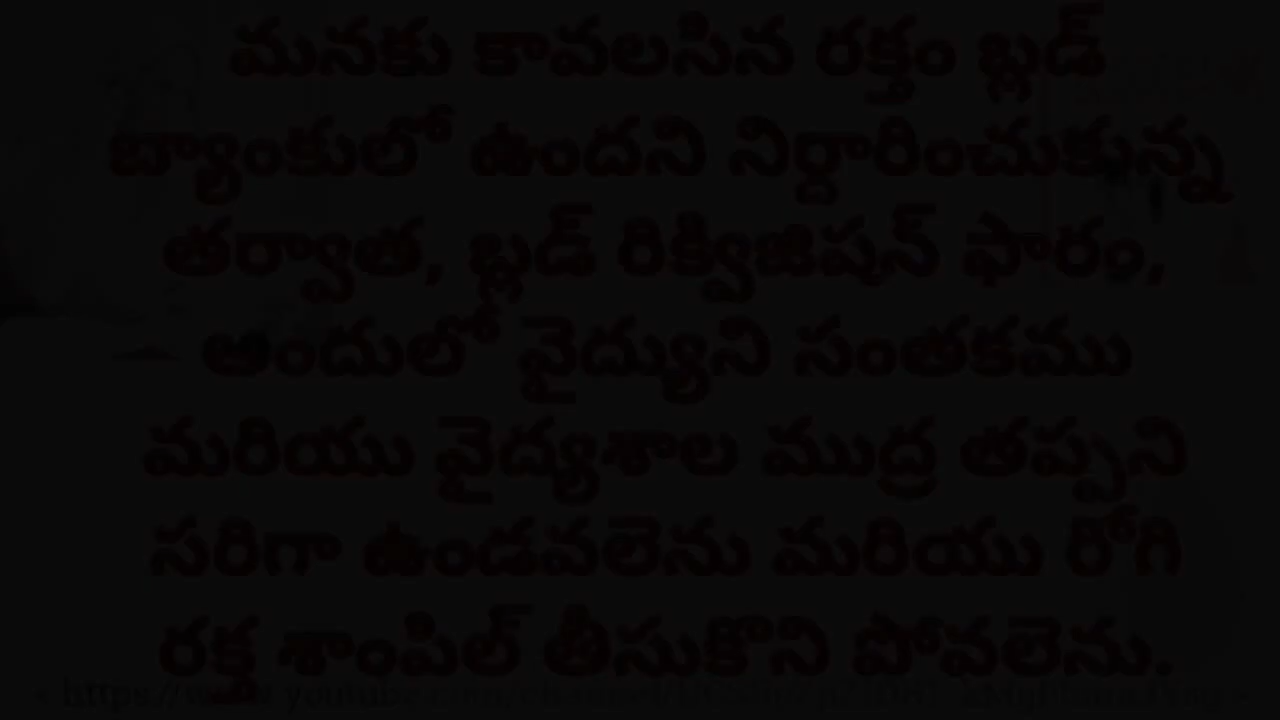 మనకు కావలసిన రక్తం బ్లడ్
బ్యాంకులో ఉందని నిర్దారించుకున్న
తర్వాత, బ్లడ్ రిక్విజిషన్ ఫారం,
అందులో వైద్యుని సంతకము
మరియు వైద్యశాల ముద్ర తప్పని
సరిగా ఉండవలెను మరియు రోగి
రక్త శాంపిల్ తీసుకొని పోవలెను.